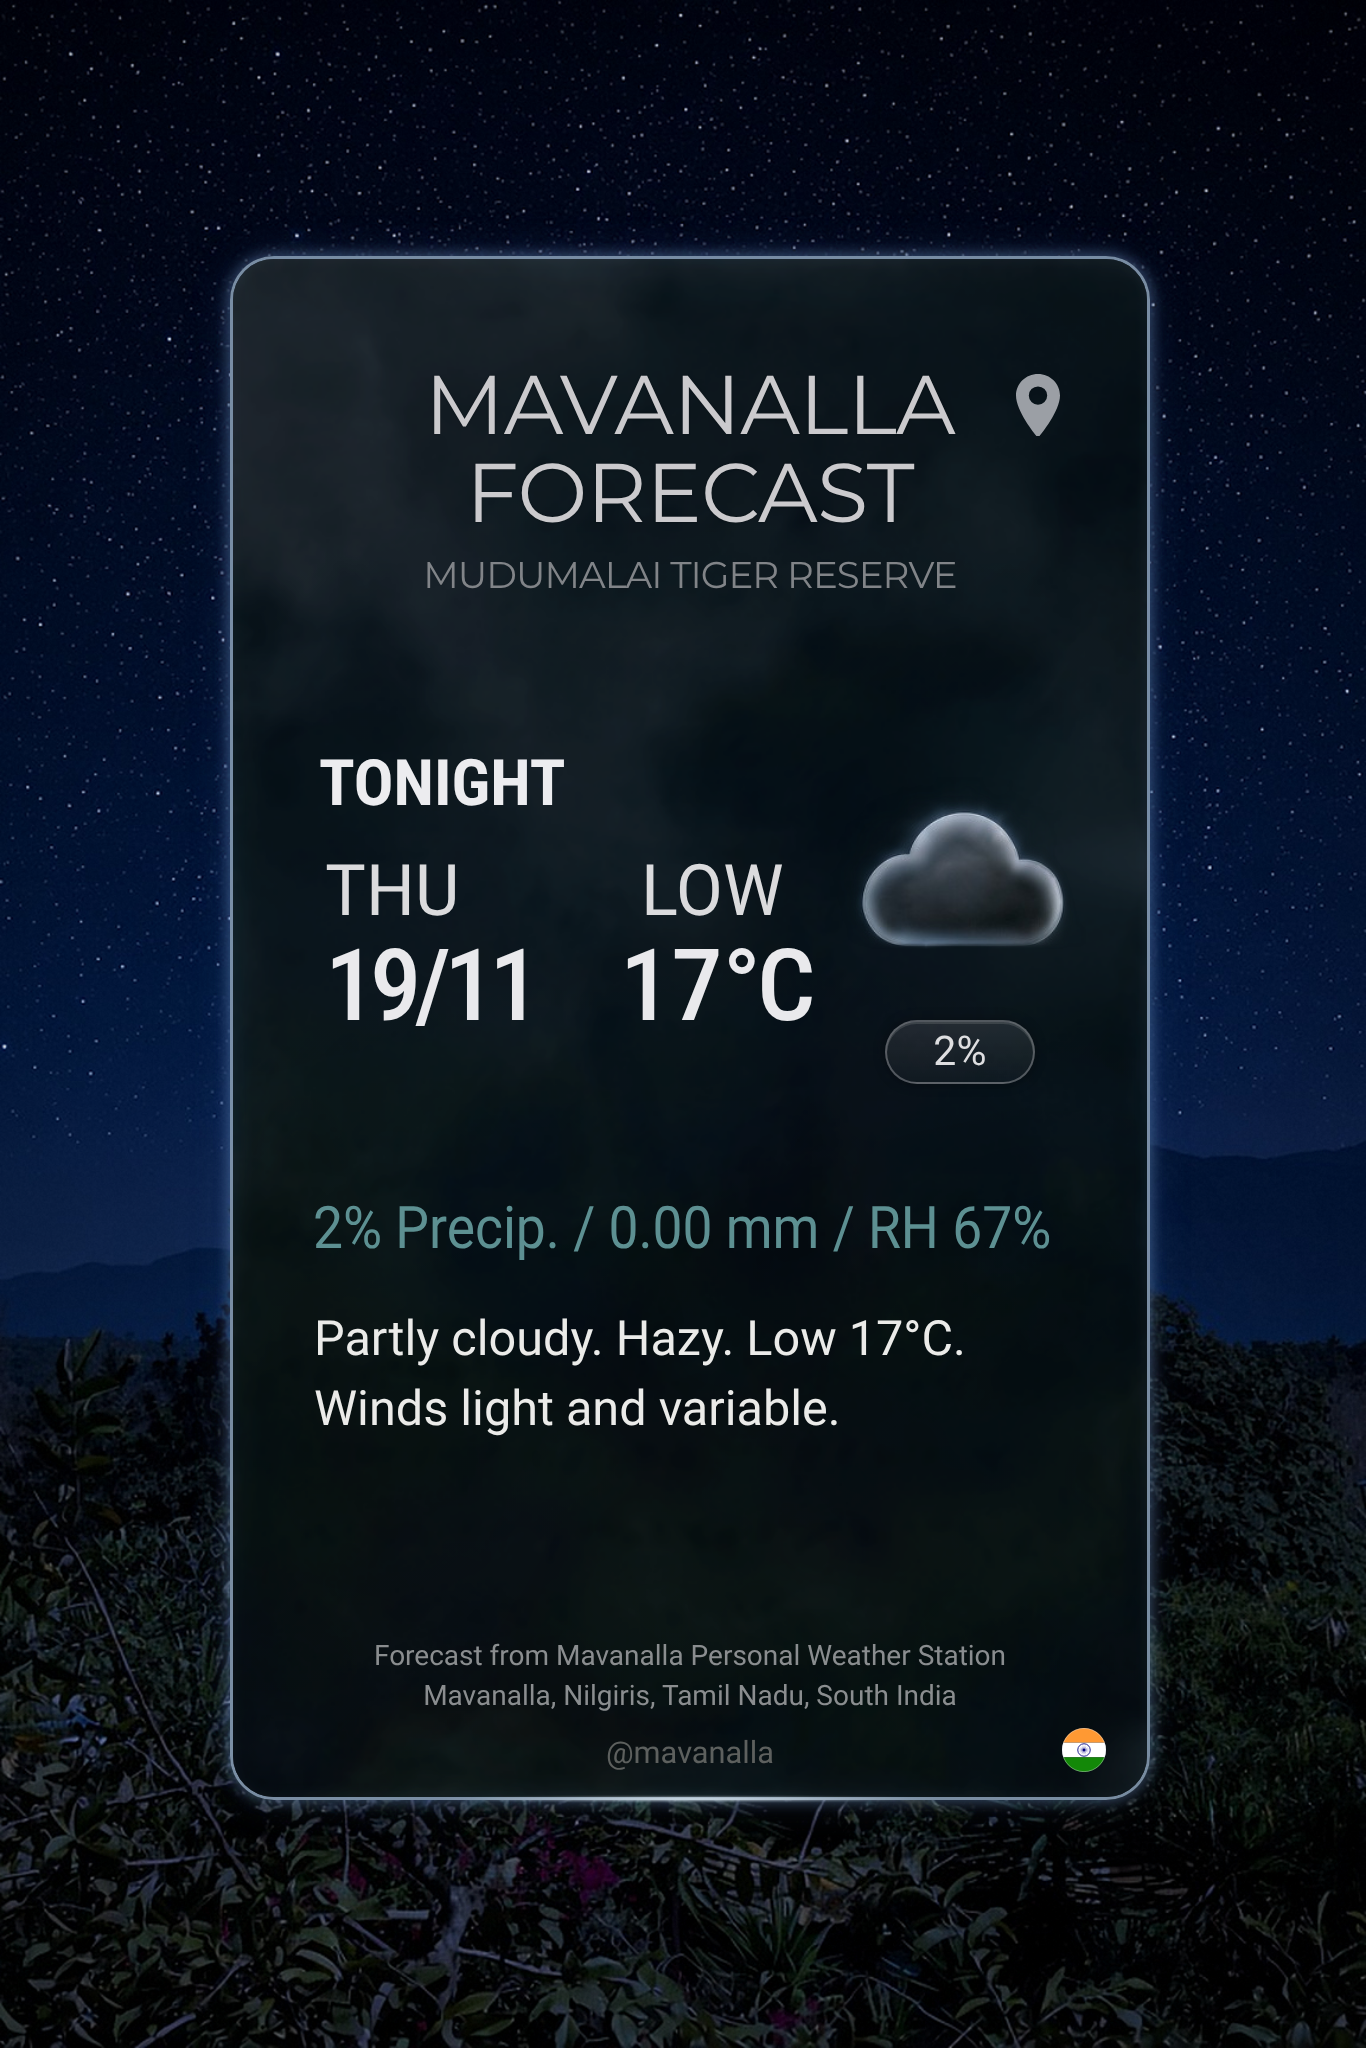 MAVANALLA
FORECAST
MUDUMALAI TIGER RESERVE
TONIGHT
THU
19/11
LOW
17°C
2%
2% Precip. / 0.00 mm / RH 67%
Partly cloudy. Hazy. Low 17°C.
Winds light and variable.
Forecast from Mavanalla Personal Weather Station
Mavanalla, Nilgiris, Tamil Nadu, South India
@mavanalla